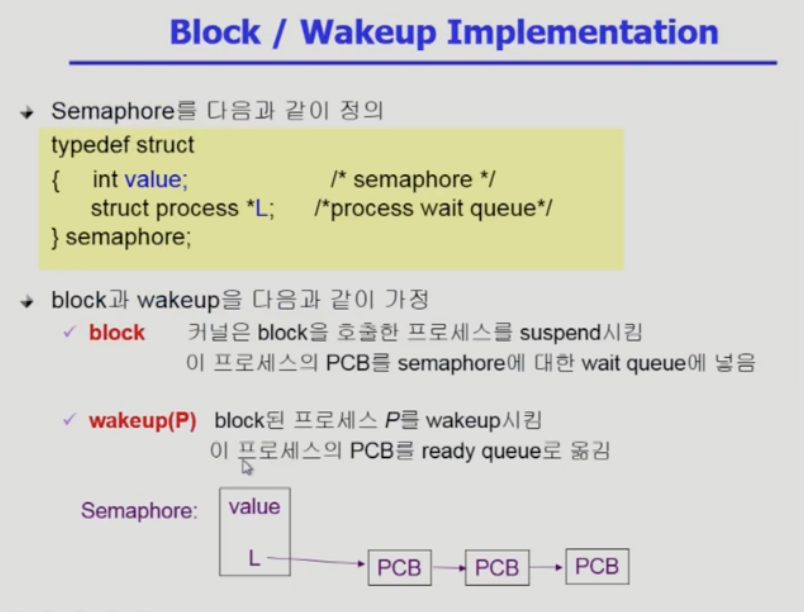 Block / Wakeup Implementation
Semaphore를 다음과 같이 정의
typedef struct
{ int value; /* semaphore */
struct process *L; /*process wait queue*/
} semaphore;
block과 wakeup을 다음과 같이 가정
block 커널은 block을 호출한 프로세스를 suspend시킴
이 프로세스의 PCB를 semaphore에 대한 wait queue에 넣음
wakeup(P) block된 프로세스 P를 wakeup시킴
이 프로세스의 PCB를 ready queue로 옮김
Semaphore: value
L PCB PCB PCB